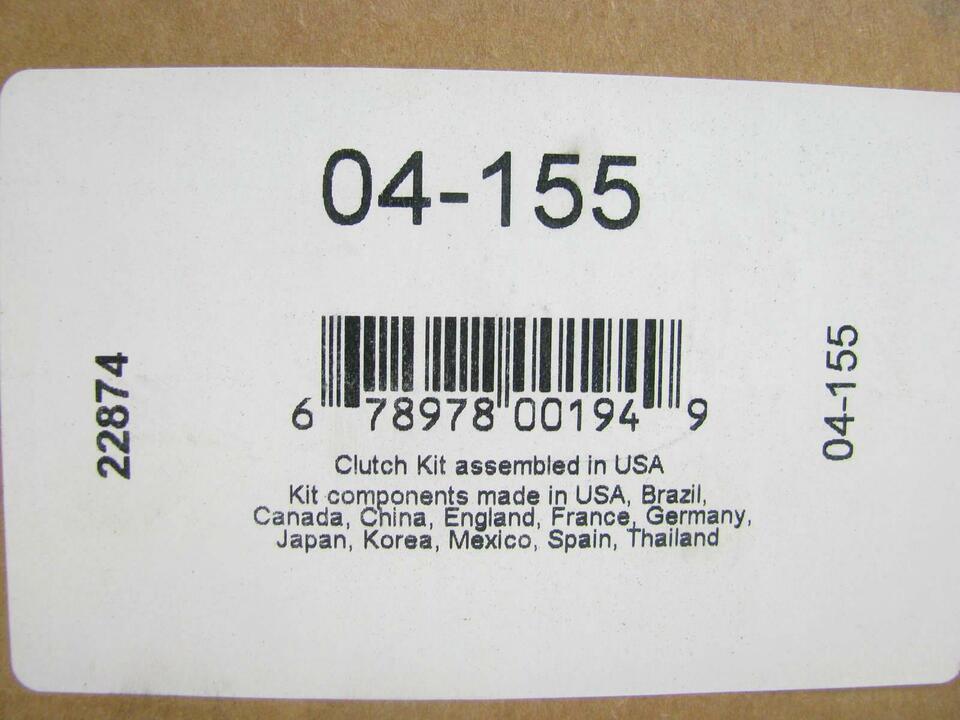 04-155
22874
6 78978 00194 9
04-155
Clutch Kit assembled in USA
Kit components made in USA, Brazil,
Canada, China, England, France, Germany,
Japan, Korea, Mexico, Spain, Thailand